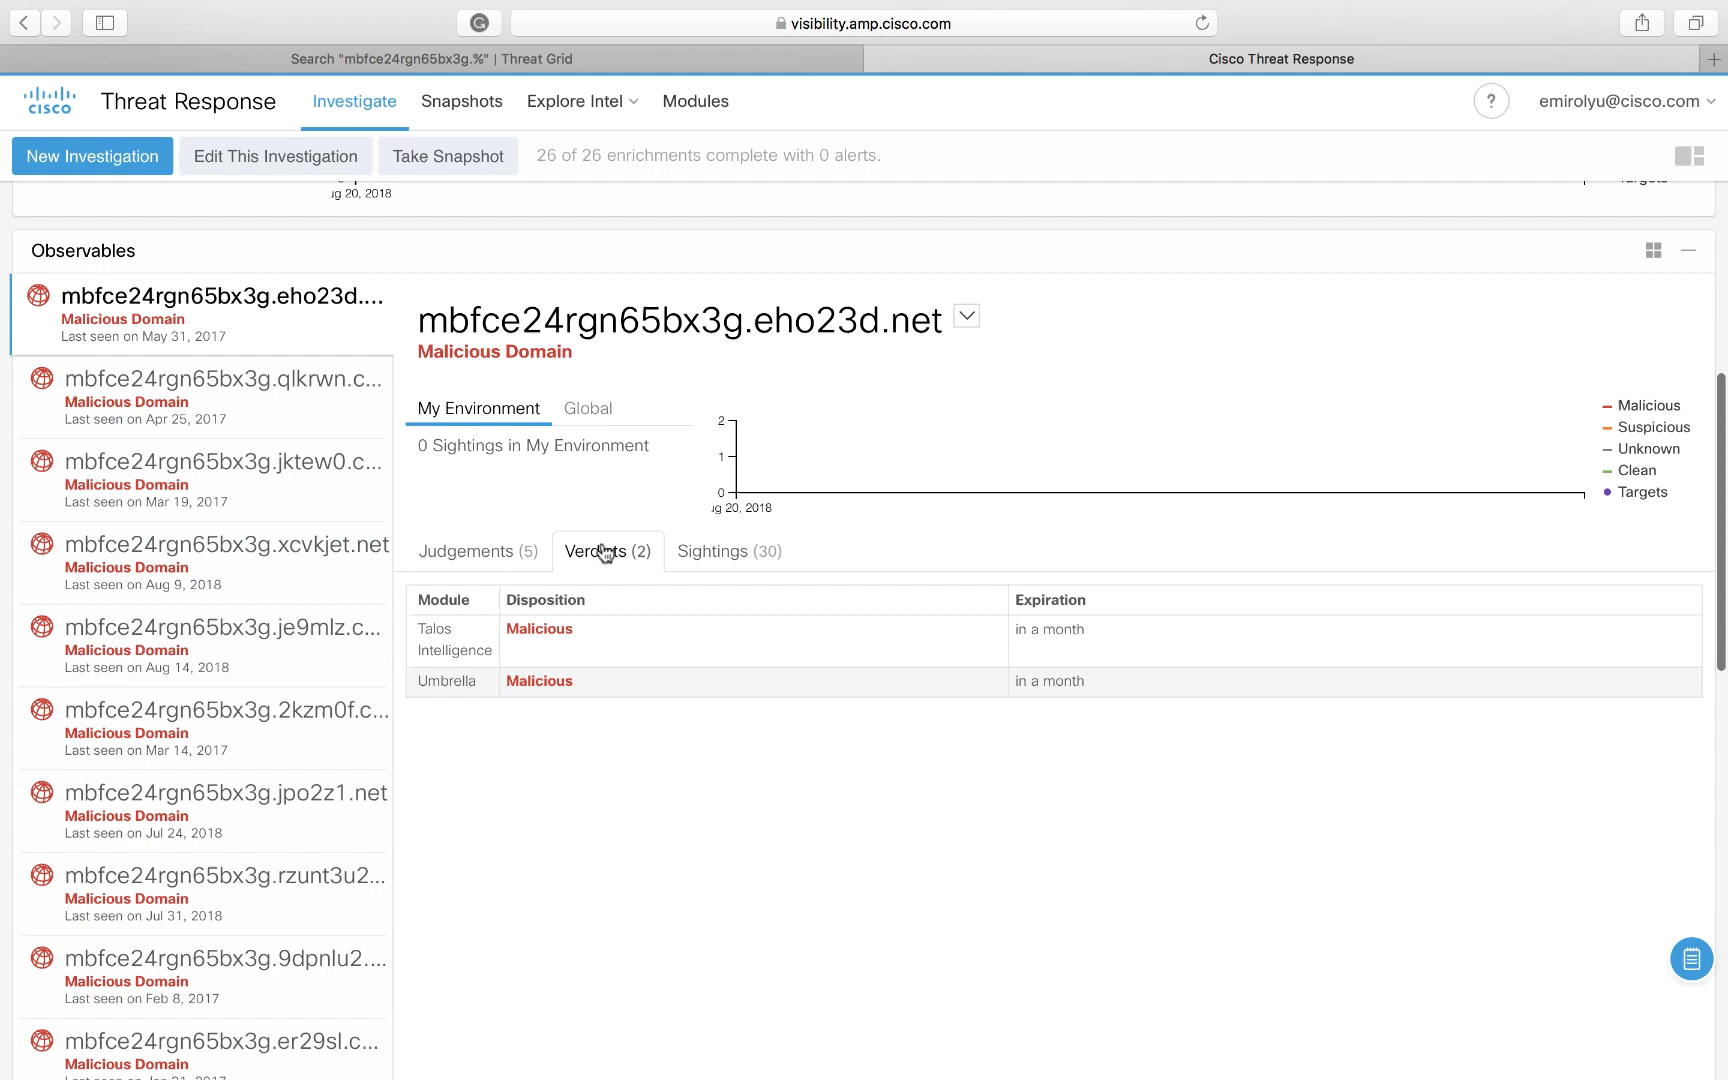 visibility.amp.cisco.com
Search "mbfce24rgn65bx3g.%" | Threat Grid
Cisco Threat Response
CISCO
Threat Response
Investigate
Snapshots
Explore Intel
Modules
?
emirolyu@cisco.com
New Investigation
Edit This Investigation
Take Snapshot
26 of 26 enrichments complete with 0 alerts.
ug 20, 2018
Observables
mbfce24rgn65bx3g.eho23d....
Malicious Domain
Last seen on May 31, 2017
mbfce24rgn65bx3g.qlkrwn.c...
Malicious Domain
Last seen on Apr 25, 2017
mbfce24rgn65bx3g.jktew0.c...
Malicious Domain
Last seen on Mar 19, 2017
mbfce24rgn65bx3g.xcvkjet.net
Malicious Domain
Last seen on Aug 9, 2018
mbfce24rgn65bx3g.je9mlz.c...
Malicious Domain
Last seen on Aug 14, 2018
mbfce24rgn65bx3g.2kzm0f.c...
Malicious Domain
Last seen on Mar 14, 2017
mbfce24rgn65bx3g.jpo2z1.net
Malicious Domain
Last seen on Jul 24, 2018
mbfce24rgn65bx3g.rzunt3u2...
Malicious Domain
Last seen on Jul 31, 2018
mbfce24rgn65bx3g.9dpnlu2....
Malicious Domain
Last seen on Feb 8, 2017
mbfce24rgn65bx3g.er29sl.c...
Malicious Domain
mbfce24rgn65bx3g.eho23d.net
Malicious Domain
My Environment
Global
0 Sightings in My Environment
2
1
0
ug 20, 2018
Malicious
Suspicious
Unknown
Clean
Targets
Judgements (5)
Verdicts (2)
Sightings (30)
Module
Disposition
Expiration
Talos Intelligence
Malicious
in a month
Umbrella
Malicious
in a month